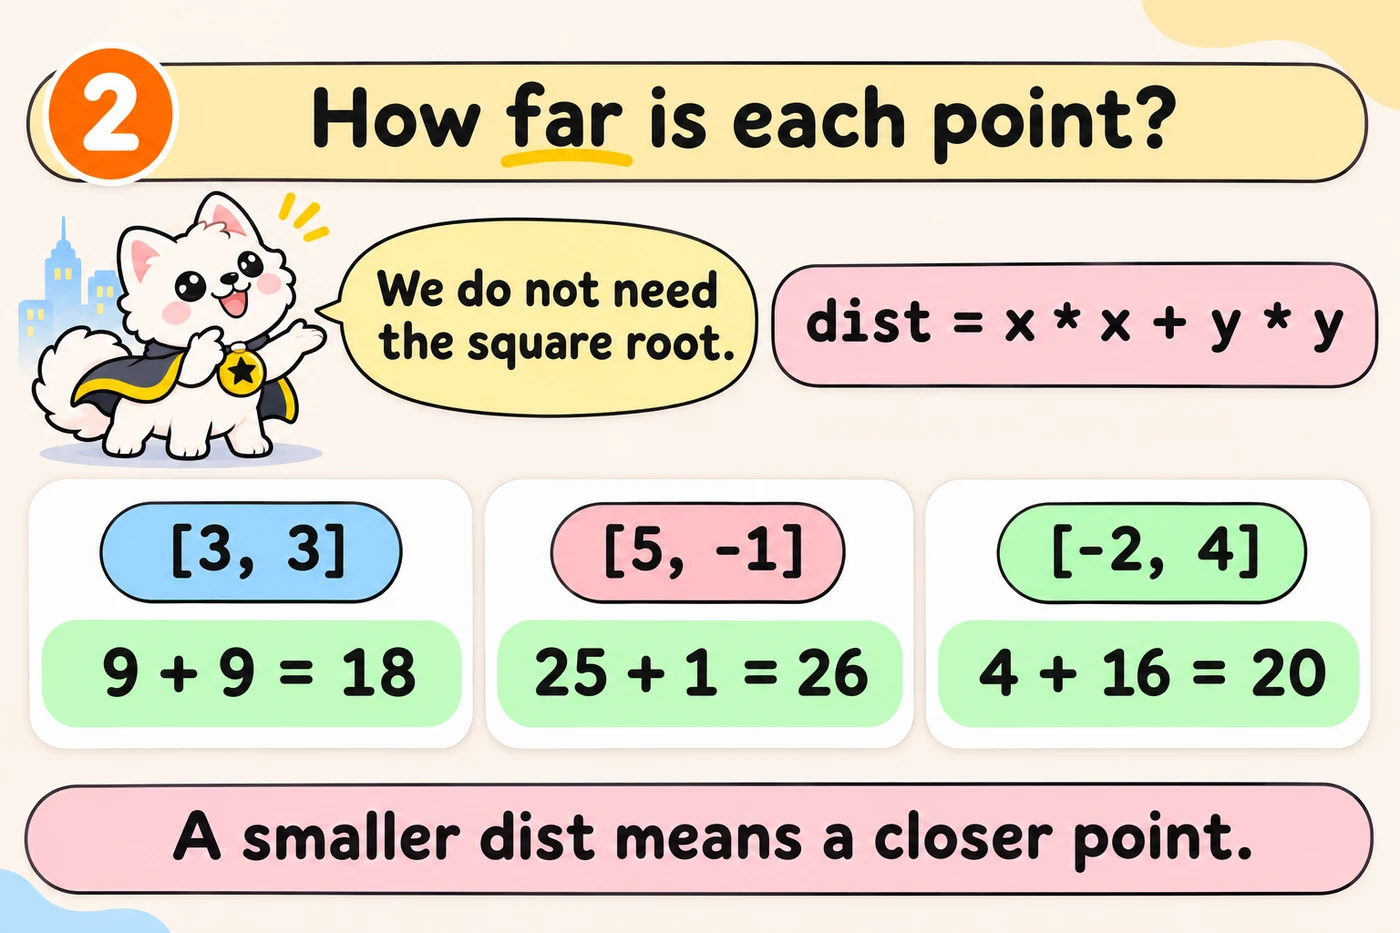 2
How far is each point?
We do not need
the square root.
dist = x * x + y * y
[3, 3]
9 + 9 = 18
[5, -1]
25 + 1 = 26
[-2, 4]
4 + 16 = 20
A smaller dist means a closer point.